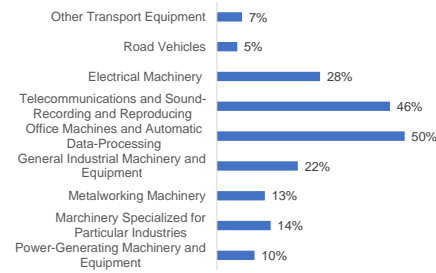 Other Transport Equipment
7%
Road Vehicles
5%
Electrical Machinery
28%
Telecommunications and Sound-
Recording and Reproducing
46%
Office Machines and Automatic
Data-Processing
50%
General Industrial Machinery and
Equipment
22%
Metalworking Machinery
13%
Marchinery Specialized for
Particular Industries
14%
Power-Generating Machinery and
Equipment
10%